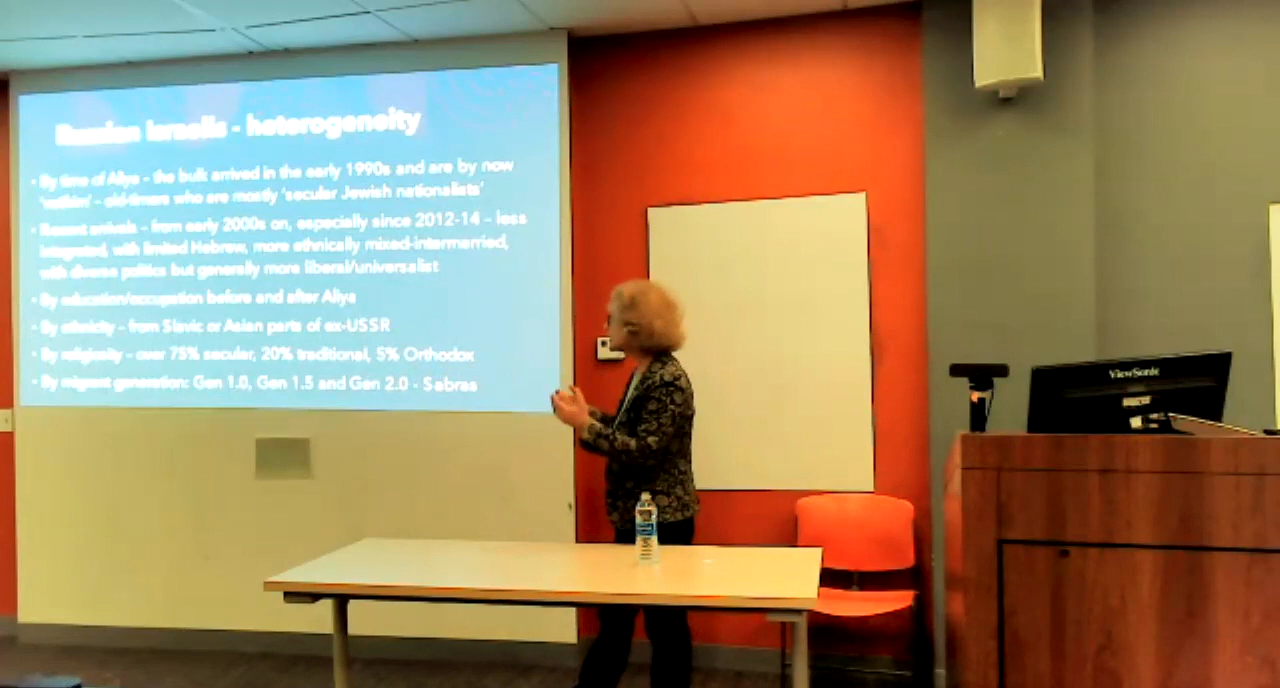 Russian Israelis - heterogeneity
• By time of Aliya – the bulk arrived in the early 1990s and are by now
'vatikim' – old-timers who are mostly 'secular Jewish nationalists'
• Recent arrivals – from early 2000s on, especially since 2012-14 – less
integrated, with limited Hebrew, more ethnically mixed-intermarried,
with diverse politics but generally more liberal/universalist
• By education/occupation before and after Aliya
• By ethnicity – from Slavic or Asian parts of ex-USSR
• By religiosity – over 75% secular, 20% traditional, 5% Orthodox
• By migrant generation: Gen 1.0, Gen 1.5 and Gen 2.0 - Sabras
ViewSonic